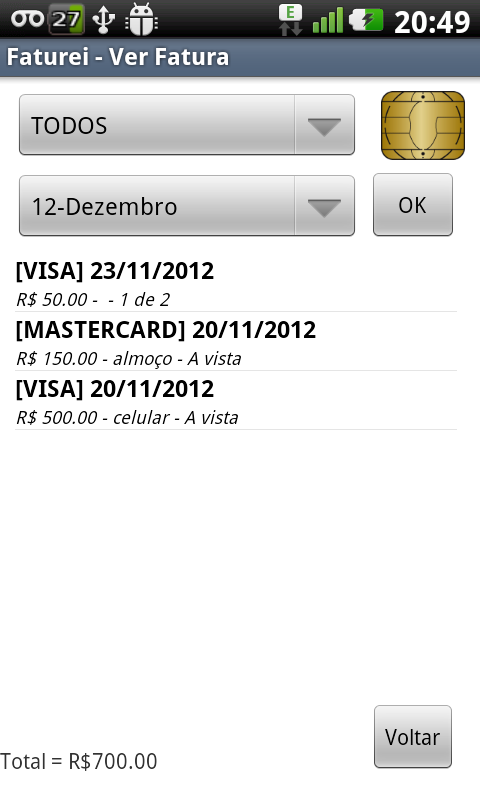 27 E 20:49
Faturei - Ver Fatura
TODOS
12-Dezembro
OK
[VISA] 23/11/2012
R$ 50.00 -  - 1 de 2
[MASTERCARD] 20/11/2012
R$ 150.00 - almoço - A vista
[VISA] 20/11/2012
R$ 500.00 - celular - A vista
Voltar
Total = R$700.00